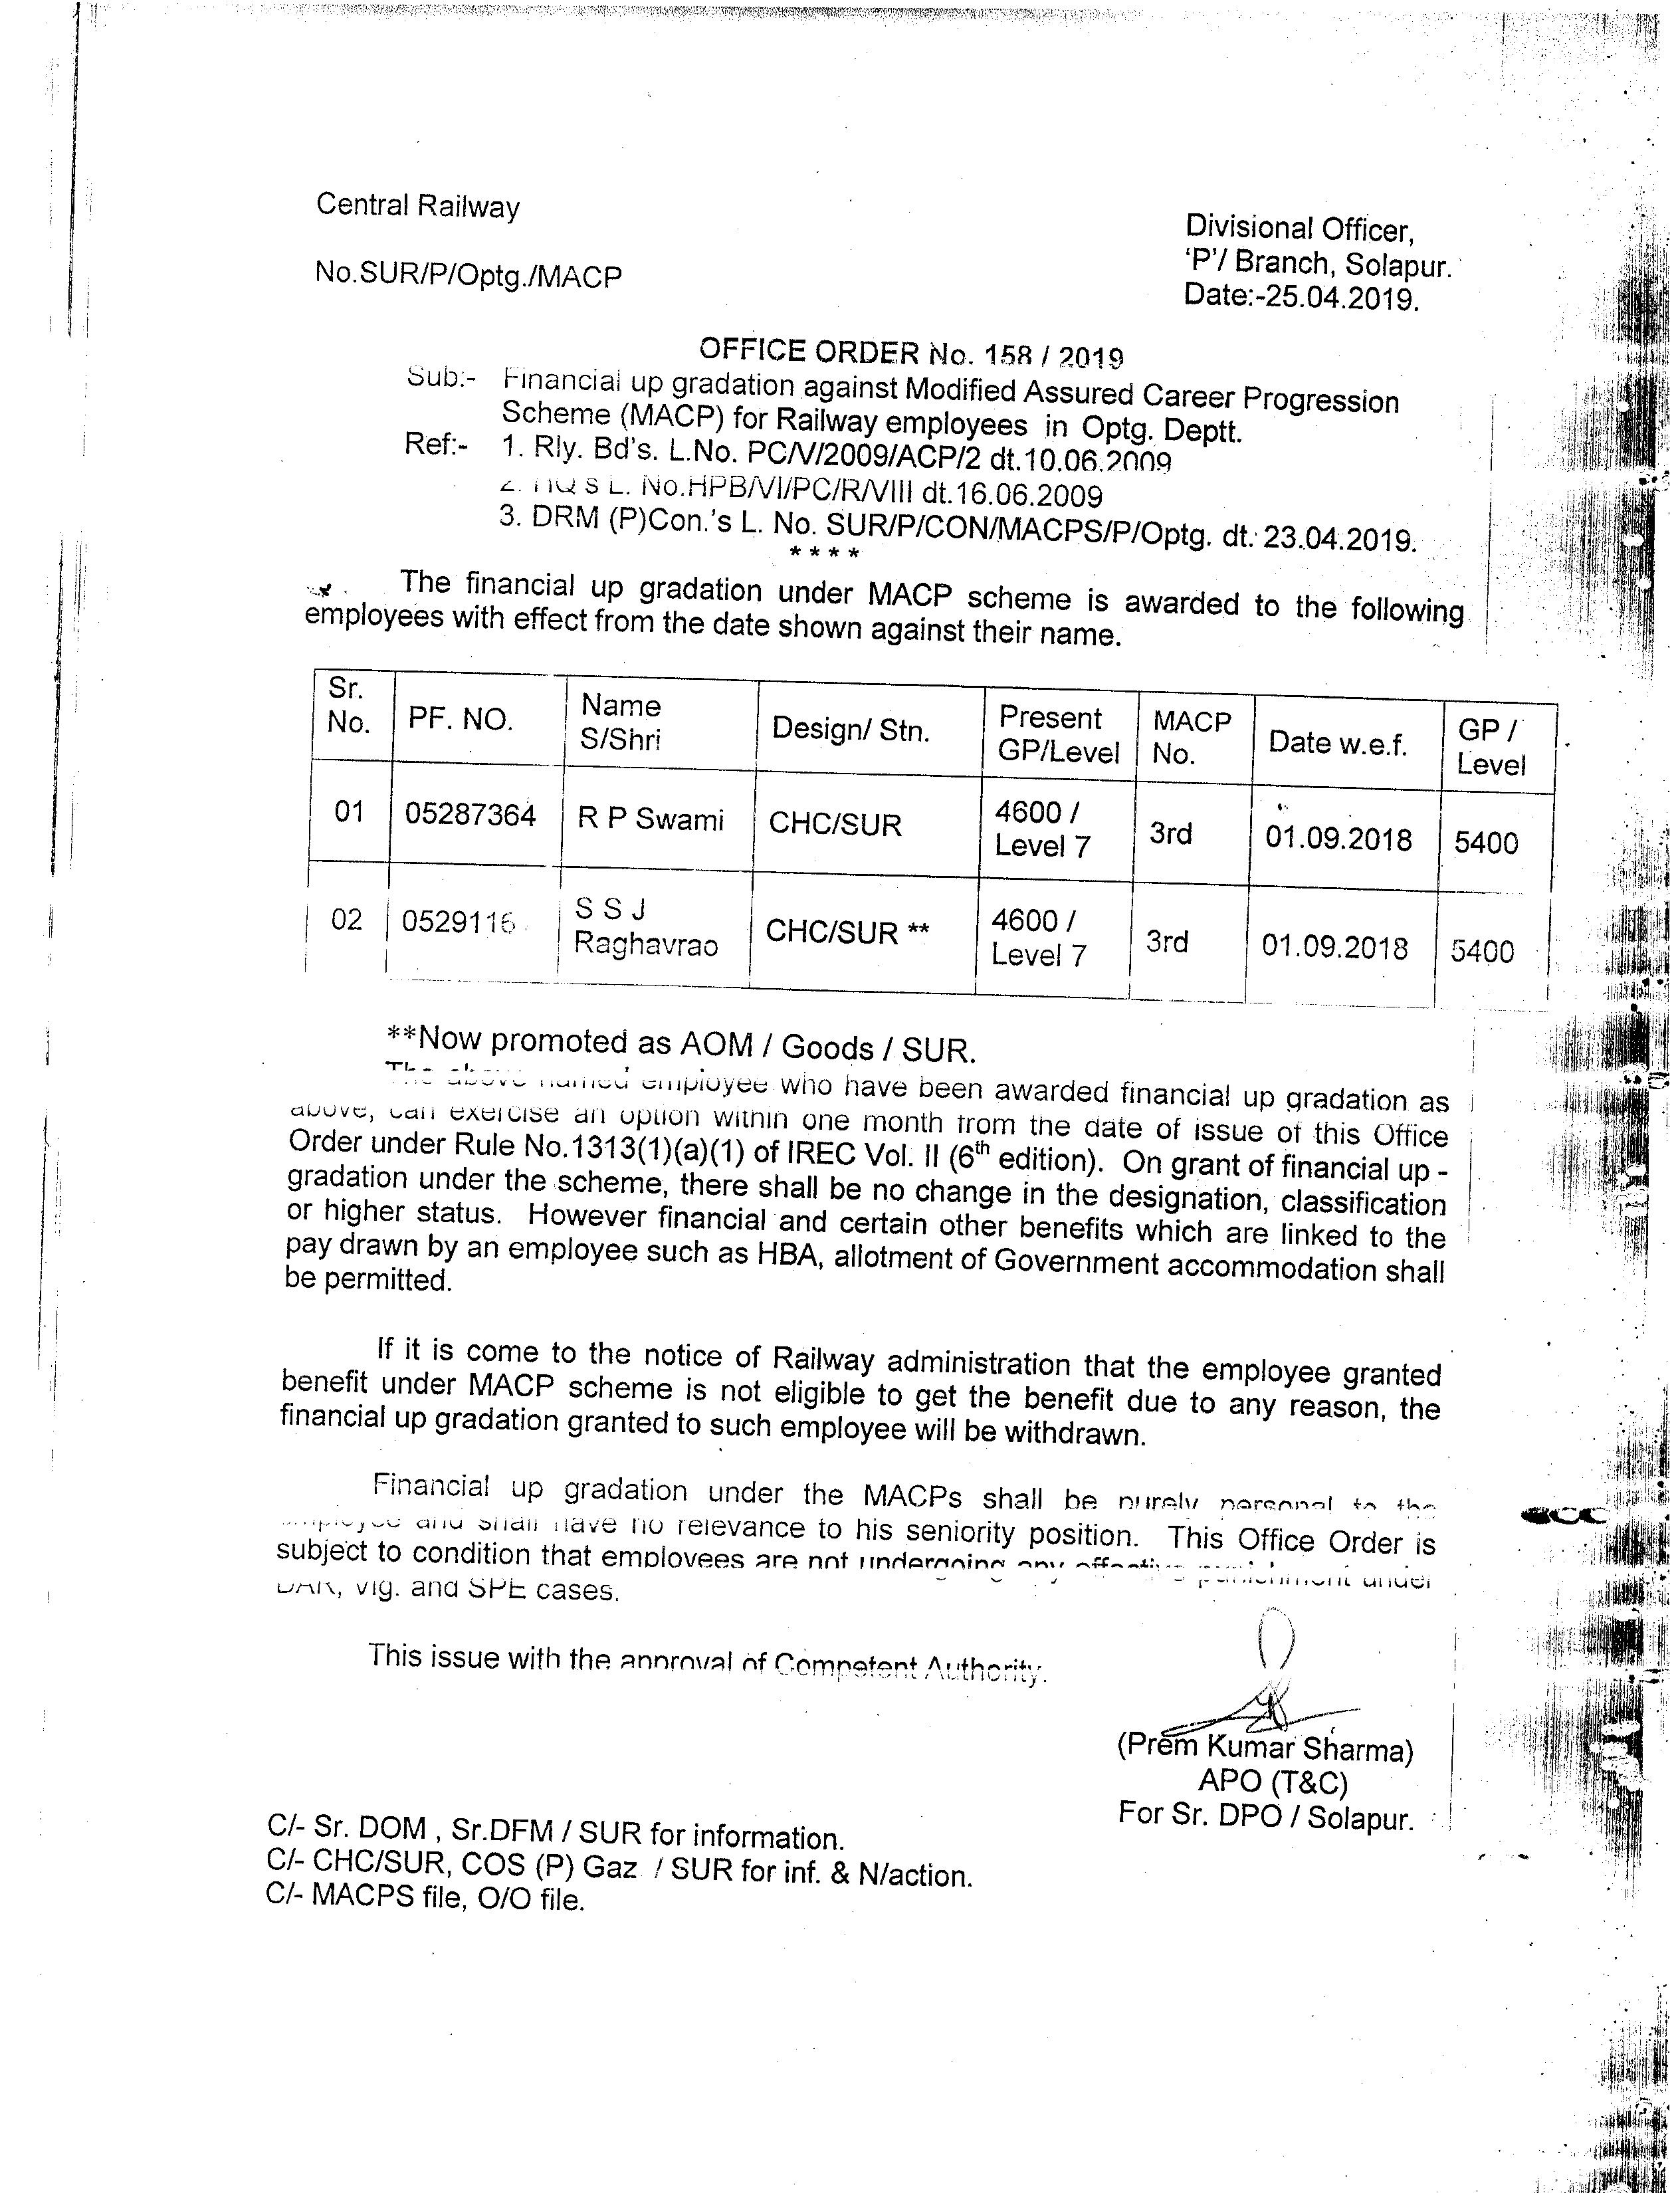 Central Railway
Divisional Officer,
'P'/ Branch, Solapur.
No.SUR/P/Optg./MACP
Date:-25.04.2019.
OFFICE ORDER No. 158 / 2019
Sub:- Financial up gradation against Modified Assured Career Progression
Scheme (MACP) for Railway employees in Optg. Deptt.
Ref:- 1. Rly. Bd's. L.No. PC/V/2009/ACP/2 dt.10.06.2009
2. HQ'S L. No.HPB/VI/PC/R/VIII dt.16.06.2009
3. DRM (P)Con.'s L. No. SUR/P/CON/MACPS/P/Optg. dt. 23.04.2019.
****
The financial up gradation under MACP scheme is awarded to the following
employees with effect from the date shown against their name.
Sr. No. PF. NO. Name S/Shri Design/ Stn. Present GP/Level MACP No. Date w.e.f. GP / Level
01 05287364 R P Swami CHC/SUR 4600 / Level 7 3rd 01.09.2018 5400
02 S S J Raghavrao CHC/SUR ** 4600 / Level 7 3rd 01.09.2018 5400
**Now promoted as AOM / Goods / SUR.
The above named employee who have been awarded financial up gradation as
above, can exercise an option within one month from the date of issue of this Office
Order under Rule No.1313(1)(a)(1) of IREC Vol. II (6th edition). On grant of financial up -
gradation under the scheme, there shall be no change in the designation, classification
or higher status. However financial and certain other benefits which are linked to the
pay drawn by an employee such as HBA, allotment of Government accommodation shall
be permitted.
If it is come to the notice of Railway administration that the employee granted
benefit under MACP scheme is not eligible to get the benefit due to any reason, the
financial up gradation granted to such employee will be withdrawn.
Financial up gradation under the MACPs shall be purely personal to the
employee and shall have no relevance to his seniority position. This Office Order is
subject to condition that employees are not undergoing any effective punishment under
DAR, Vig. and SPE cases.
This issue with the approval of Competent Authority.
(Prem Kumar Sharma)
APO (T&C)
For Sr. DPO / Solapur.
C/- Sr. DOM , Sr.DFM / SUR for information.
C/- CHC/SUR, COS (P) Gaz / SUR for inf. & N/action.
C/- MACPS file, O/O file.